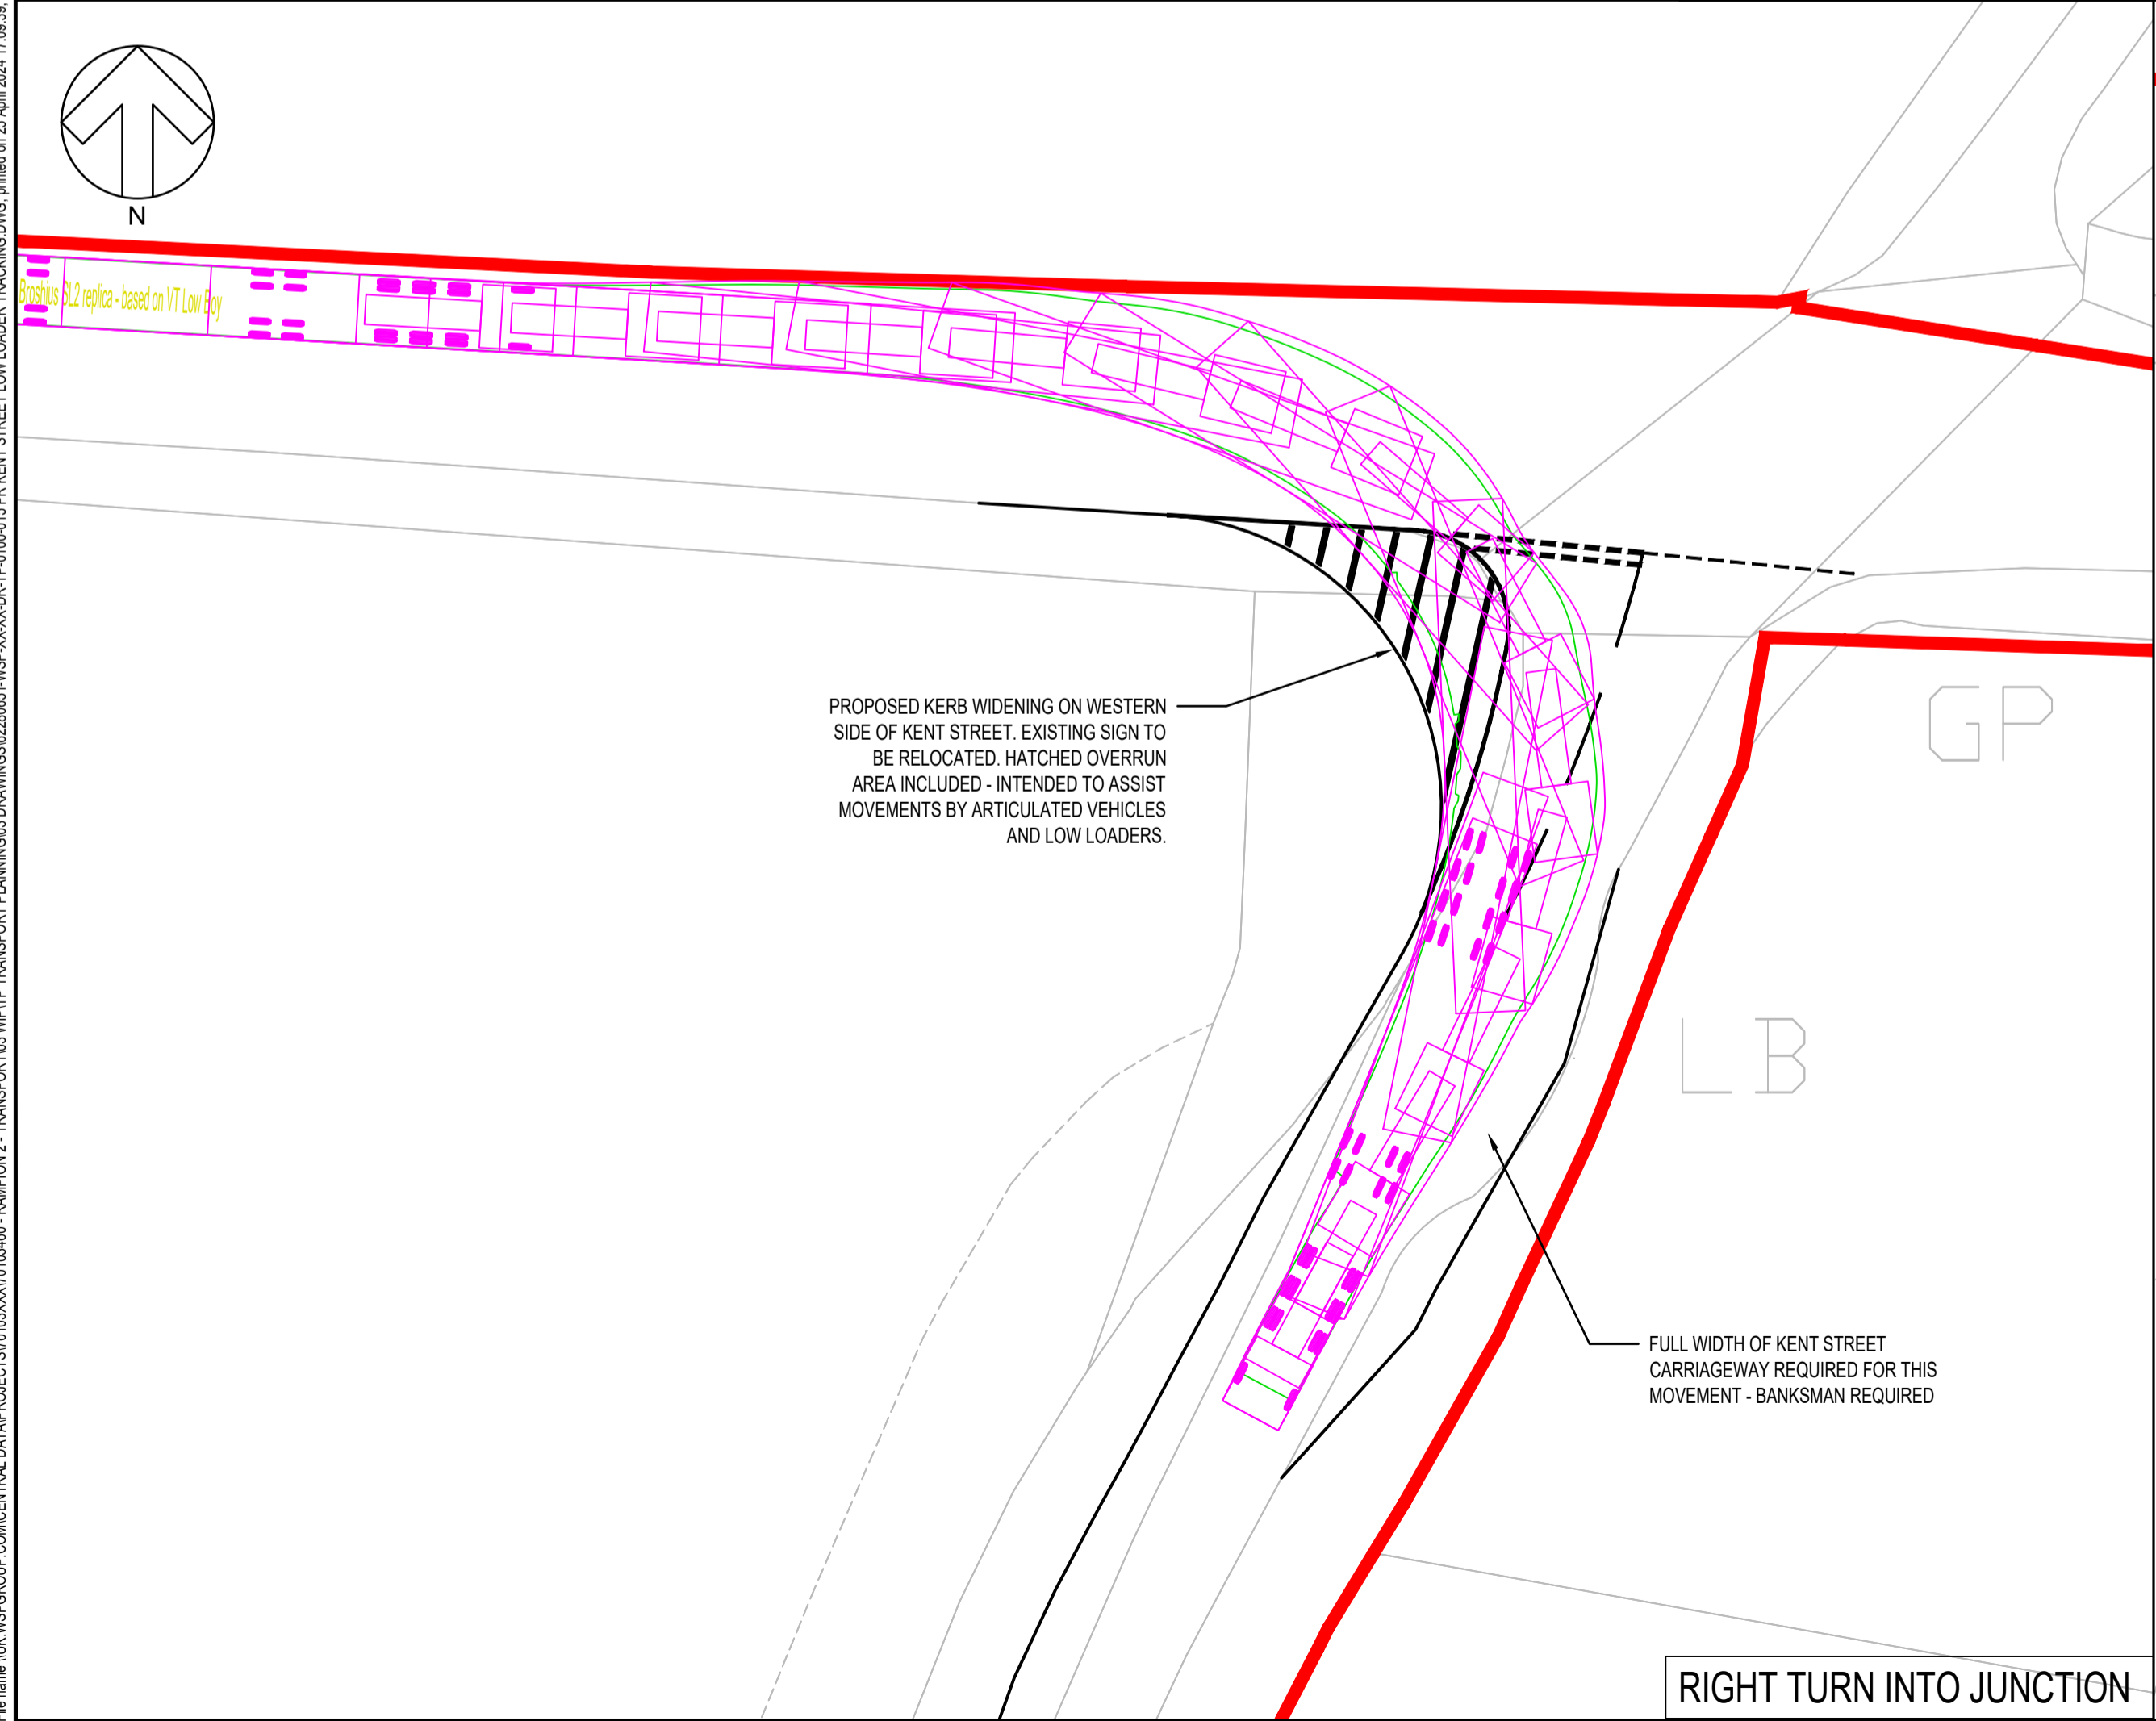 N
Broshius SL2 replica - based on VT Low Boy
PROPOSED KERB WIDENING ON WESTERN
SIDE OF KENT STREET. EXISTING SIGN TO
BE RELOCATED. HATCHED OVERRUN
AREA INCLUDED - INTENDED TO ASSIST
MOVEMENTS BY ARTICULATED VEHICLES
AND LOW LOADERS.
GP
LB
FULL WIDTH OF KENT STREET
CARRIAGEWAY REQUIRED FOR THIS
MOVEMENT - BANKSMAN REQUIRED
RIGHT TURN INTO JUNCTION